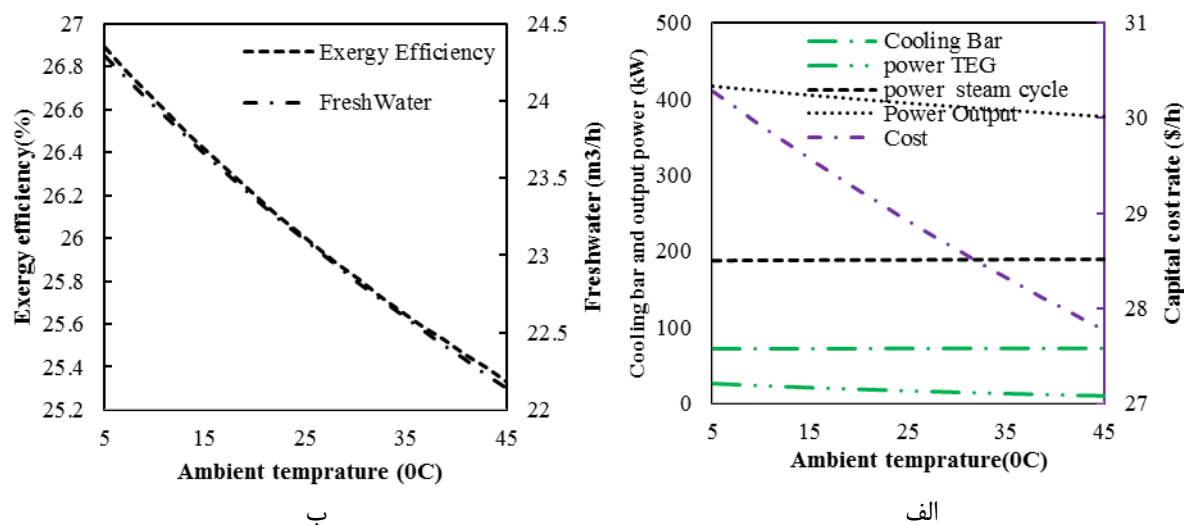 27
26.8
26.6
26.4
26.2
26
25.8
25.6
25.4
25.2
Exergy efficiency(%)
Exergy Efficiency
FreshWater
24.5
24
23.5
23
22.5
22
Freshwater (m3/h)
5 15 25 35 45
Ambient temprature (0C)
ب
500
400
300
200
100
0
Cooling bar and output power (kW)
Cooling Bar
power TEG
power steam cycle
Power Output
Cost
31
30
29
28
27
Capital cost rate ($/h)
5 15 25 35 45
Ambient temprature(0C)
الف